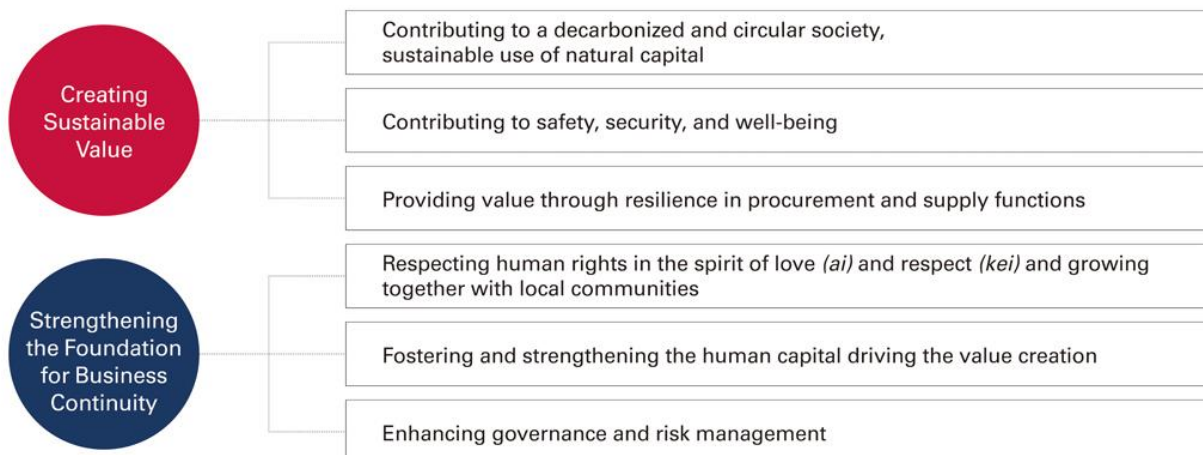 Creating
Sustainable
Value
Contributing to a decarbonized and circular society,
sustainable use of natural capital
Contributing to safety, security, and well-being
Providing value through resilience in procurement and supply functions
Strengthening
the Foundation
for Business
Continuity
Respecting human rights in the spirit of love (ai) and respect (kei) and growing
together with local communities
Fostering and strengthening the human capital driving the value creation
Enhancing governance and risk management